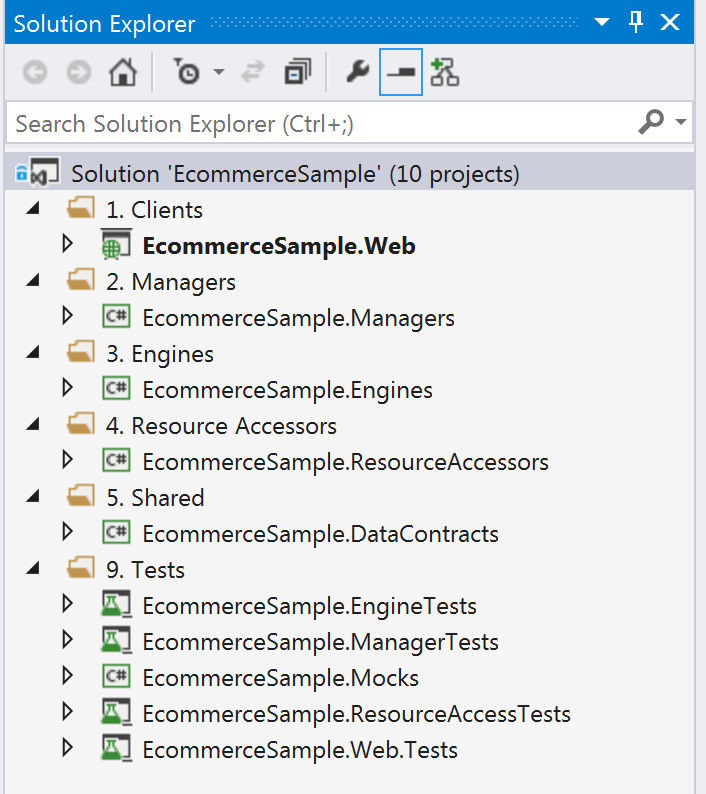 Solution Explorer
Search Solution Explorer (Ctrl+;)
Solution 'EcommerceSample' (10 projects)
1. Clients
EcommerceSample.Web
2. Managers
C# EcommerceSample.Managers
3. Engines
C# EcommerceSample.Engines
4. Resource Accessors
C# EcommerceSample.ResourceAccessors
5. Shared
C# EcommerceSample.DataContracts
9. Tests
EcommerceSample.EngineTests
EcommerceSample.ManagerTests
C# EcommerceSample.Mocks
EcommerceSample.ResourceAccessTests
EcommerceSample.Web.Tests